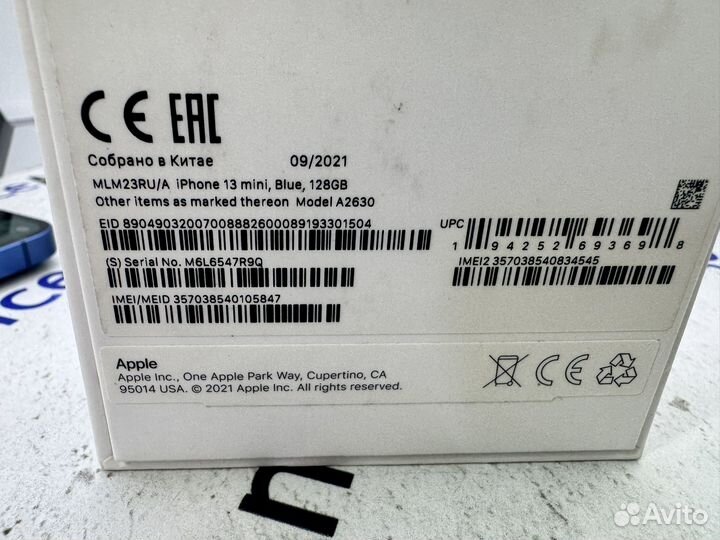 CE EAC
Собрано в Китае 09/2021
MLM23RU/A iPhone 13 mini, Blue, 128GB
Other items as marked thereon Model A2630
EID 89049032007008882600089193301504
UPC
1 94252 69369 8
(S) Serial No. M6L6547R9Q
IMEI2 357038540834545
IMEI/MEID 357038540105847
Apple
Apple Inc., One Apple Park Way, Cupertino, CA
95014 USA. © 2021 Apple Inc. All rights reserved.
CE
Avito